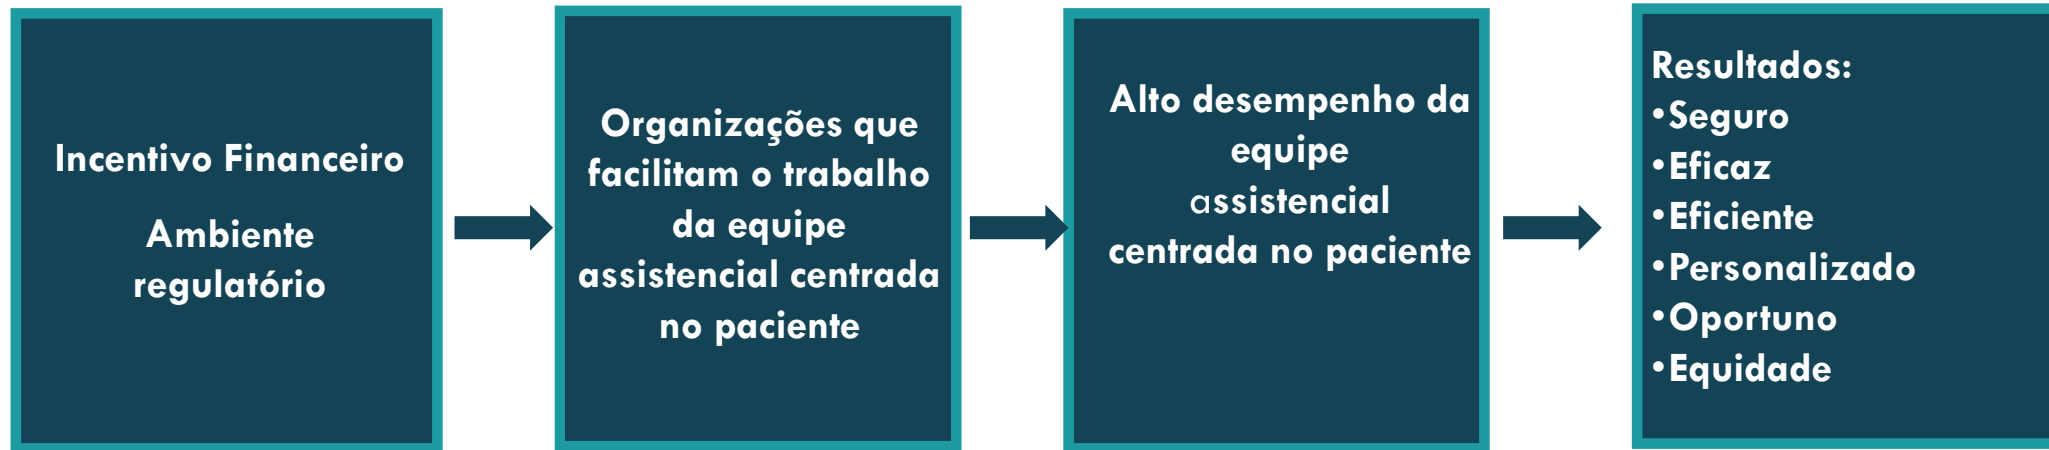 Incentivo Financeiro
Ambiente
regulatório
Organizações que
facilitam o trabalho
da equipe
assistencial centrada
no paciente
Alto desempenho da
equipe
assistencial
centrada no paciente
Resultados:
•Seguro
•Eficaz
•Eficiente
•Personalizado
•Oportuno
•Equidade